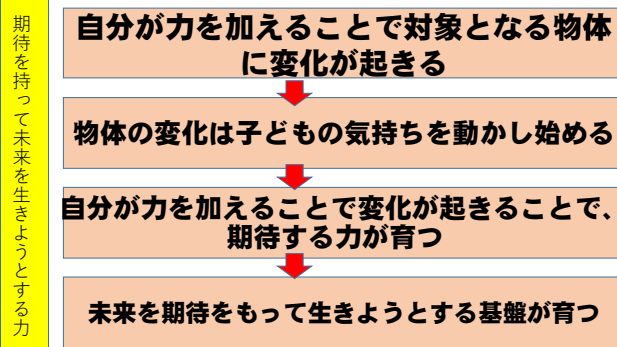 期待を持って未来を生きようとする力
自分が力を加えることで対象となる物体
に変化が起きる
物体の変化は子どもの気持ちを動かし始める
自分が力を加えることで変化が起きることで、
期待する力が育つ
未来を期待をもって生きようとする基盤が育つ